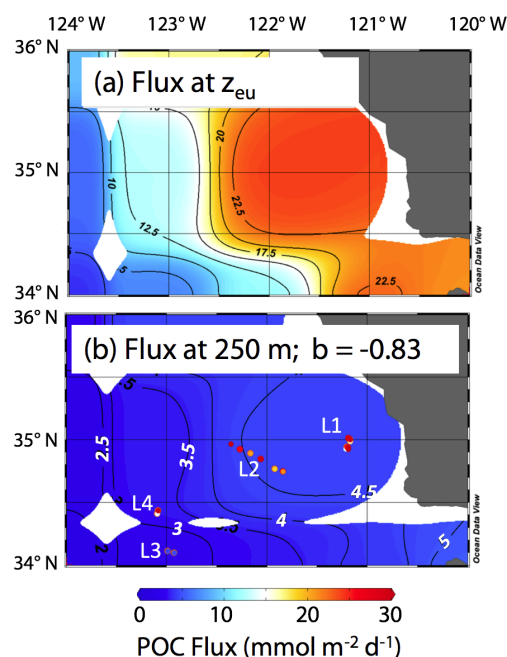 124°W 123°W 122°W 121°W 120°W
36°N
(a) Flux at z_eu
20
10
35°N
22.5
12.5
17.5
5
22.5
34°N
Ocean Data View
36°N
(b) Flux at 250 m; b = -0.83
2.5
3.5
L1
35°N
L2
4.5
L4
3
4
5
2
L3
34°N
Ocean Data View
0 10 20 30
POC Flux (mmol m⁻² d⁻¹)